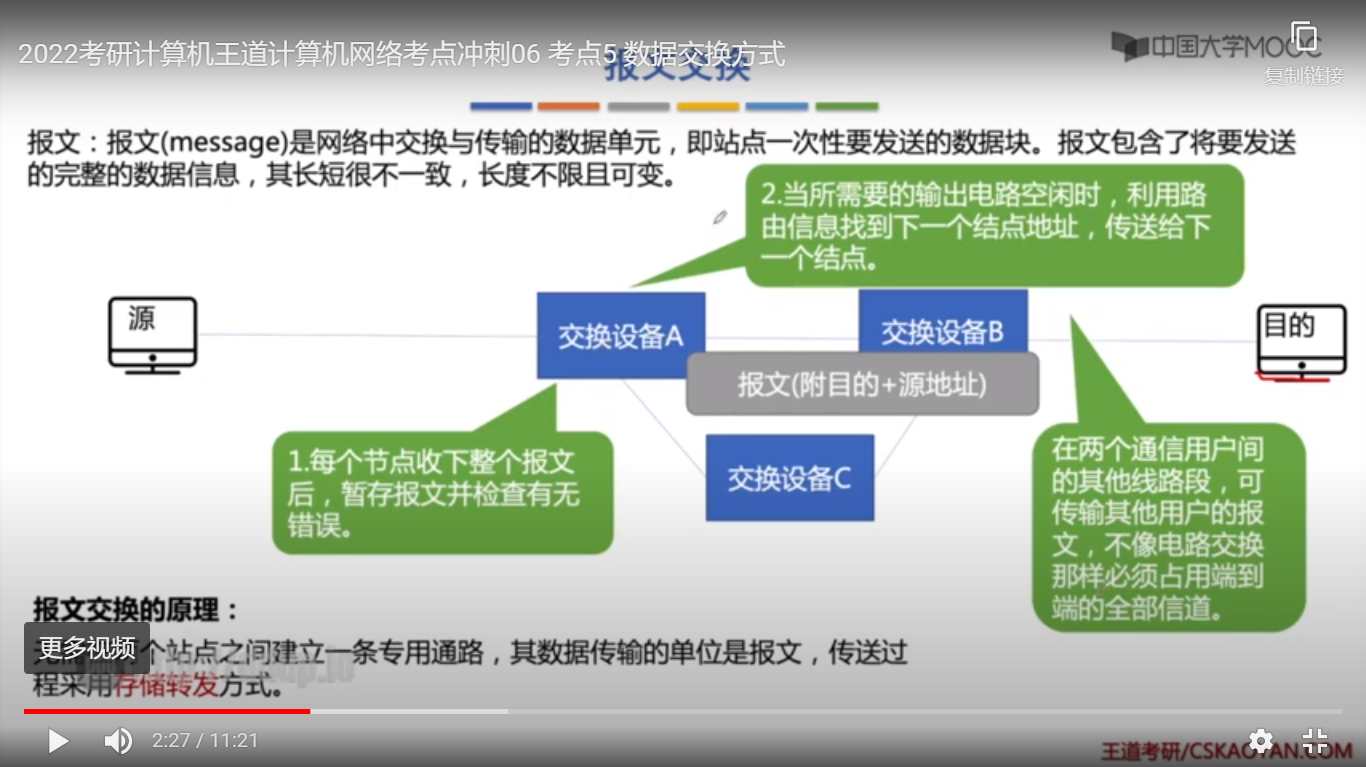 2022考研计算机王道计算机网络考点冲刺06 考点5 数据交换方式
报文交换
中国大学MOOC
复制链接
报文：报文(message)是网络中交换与传输的数据单元，即站点一次性要发送的数据块。报文包含了将要发送
的完整的数据信息，其长短很不一致，长度不限且可变。
2.当所需要的输出电路空闲时，利用路
由信息找到下一个结点地址，传送给下
一个结点。
源
交换设备A
交换设备B
目的
报文(附目的+源地址)
1.每个节点收下整个报文
后，暂存报文并检查有无
错误。
交换设备C
在两个通信用户间
的其他线路段，可
传输其他用户的报
文，不像电路交换
那样必须占用端到
端的全部信道。
报文交换的原理：
更多视频
个站点之间建立一条专用通路，其数据传输的单位是报文，传送过
程采用存储转发方式。
2:27 / 11:21
王道考研/CSKAOYAN.COM